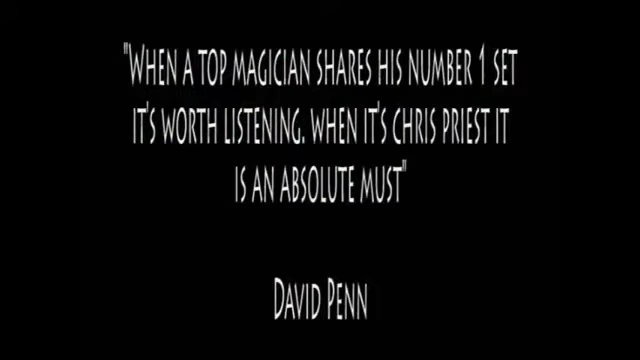 "When a top magician shares his number 1 set
it's worth listening. when it's chris priest it
is an absolute must"
David Penn